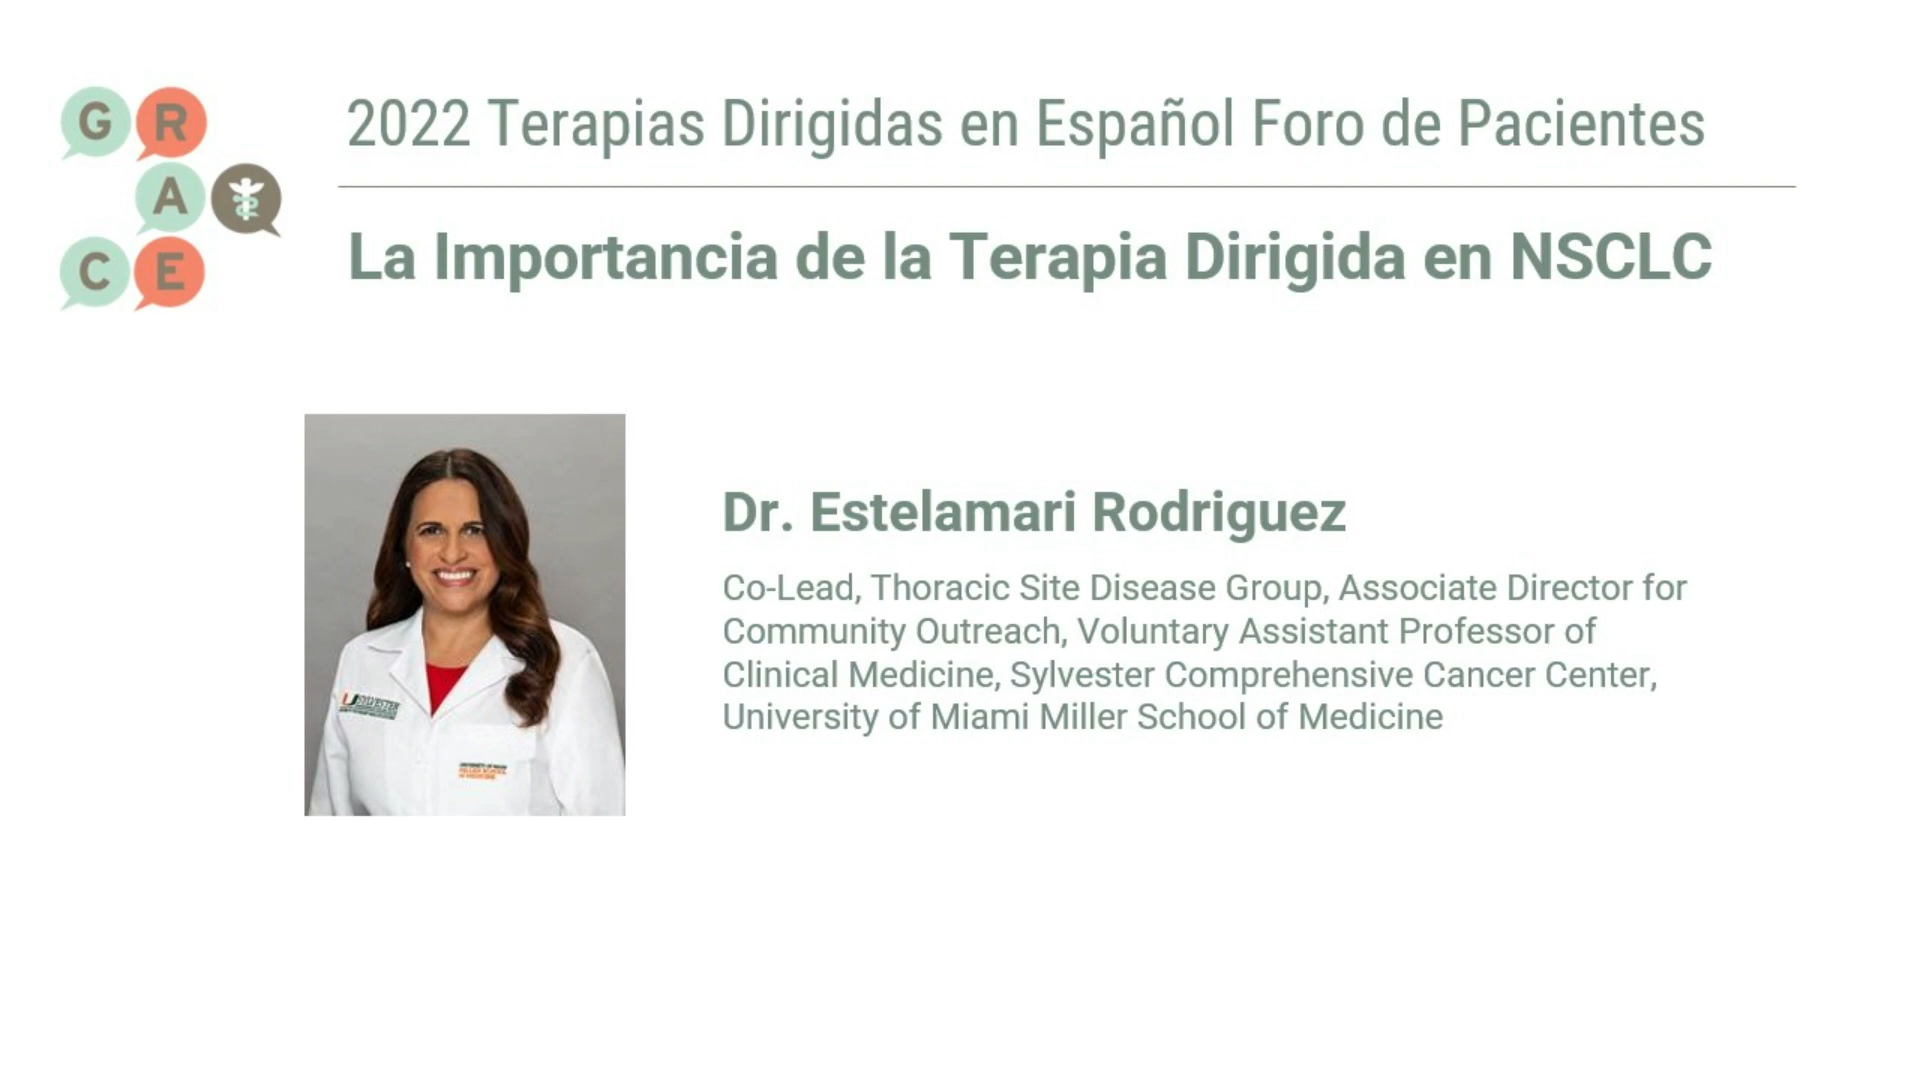 GRACE
2022 Terapias Dirigidas en Español Foro de Pacientes
La Importancia de la Terapia Dirigida en NSCLC
Dr. Estelamari Rodriguez
Co-Lead, Thoracic Site Disease Group, Associate Director for
Community Outreach, Voluntary Assistant Professor of
Clinical Medicine, Sylvester Comprehensive Cancer Center,
University of Miami Miller School of Medicine